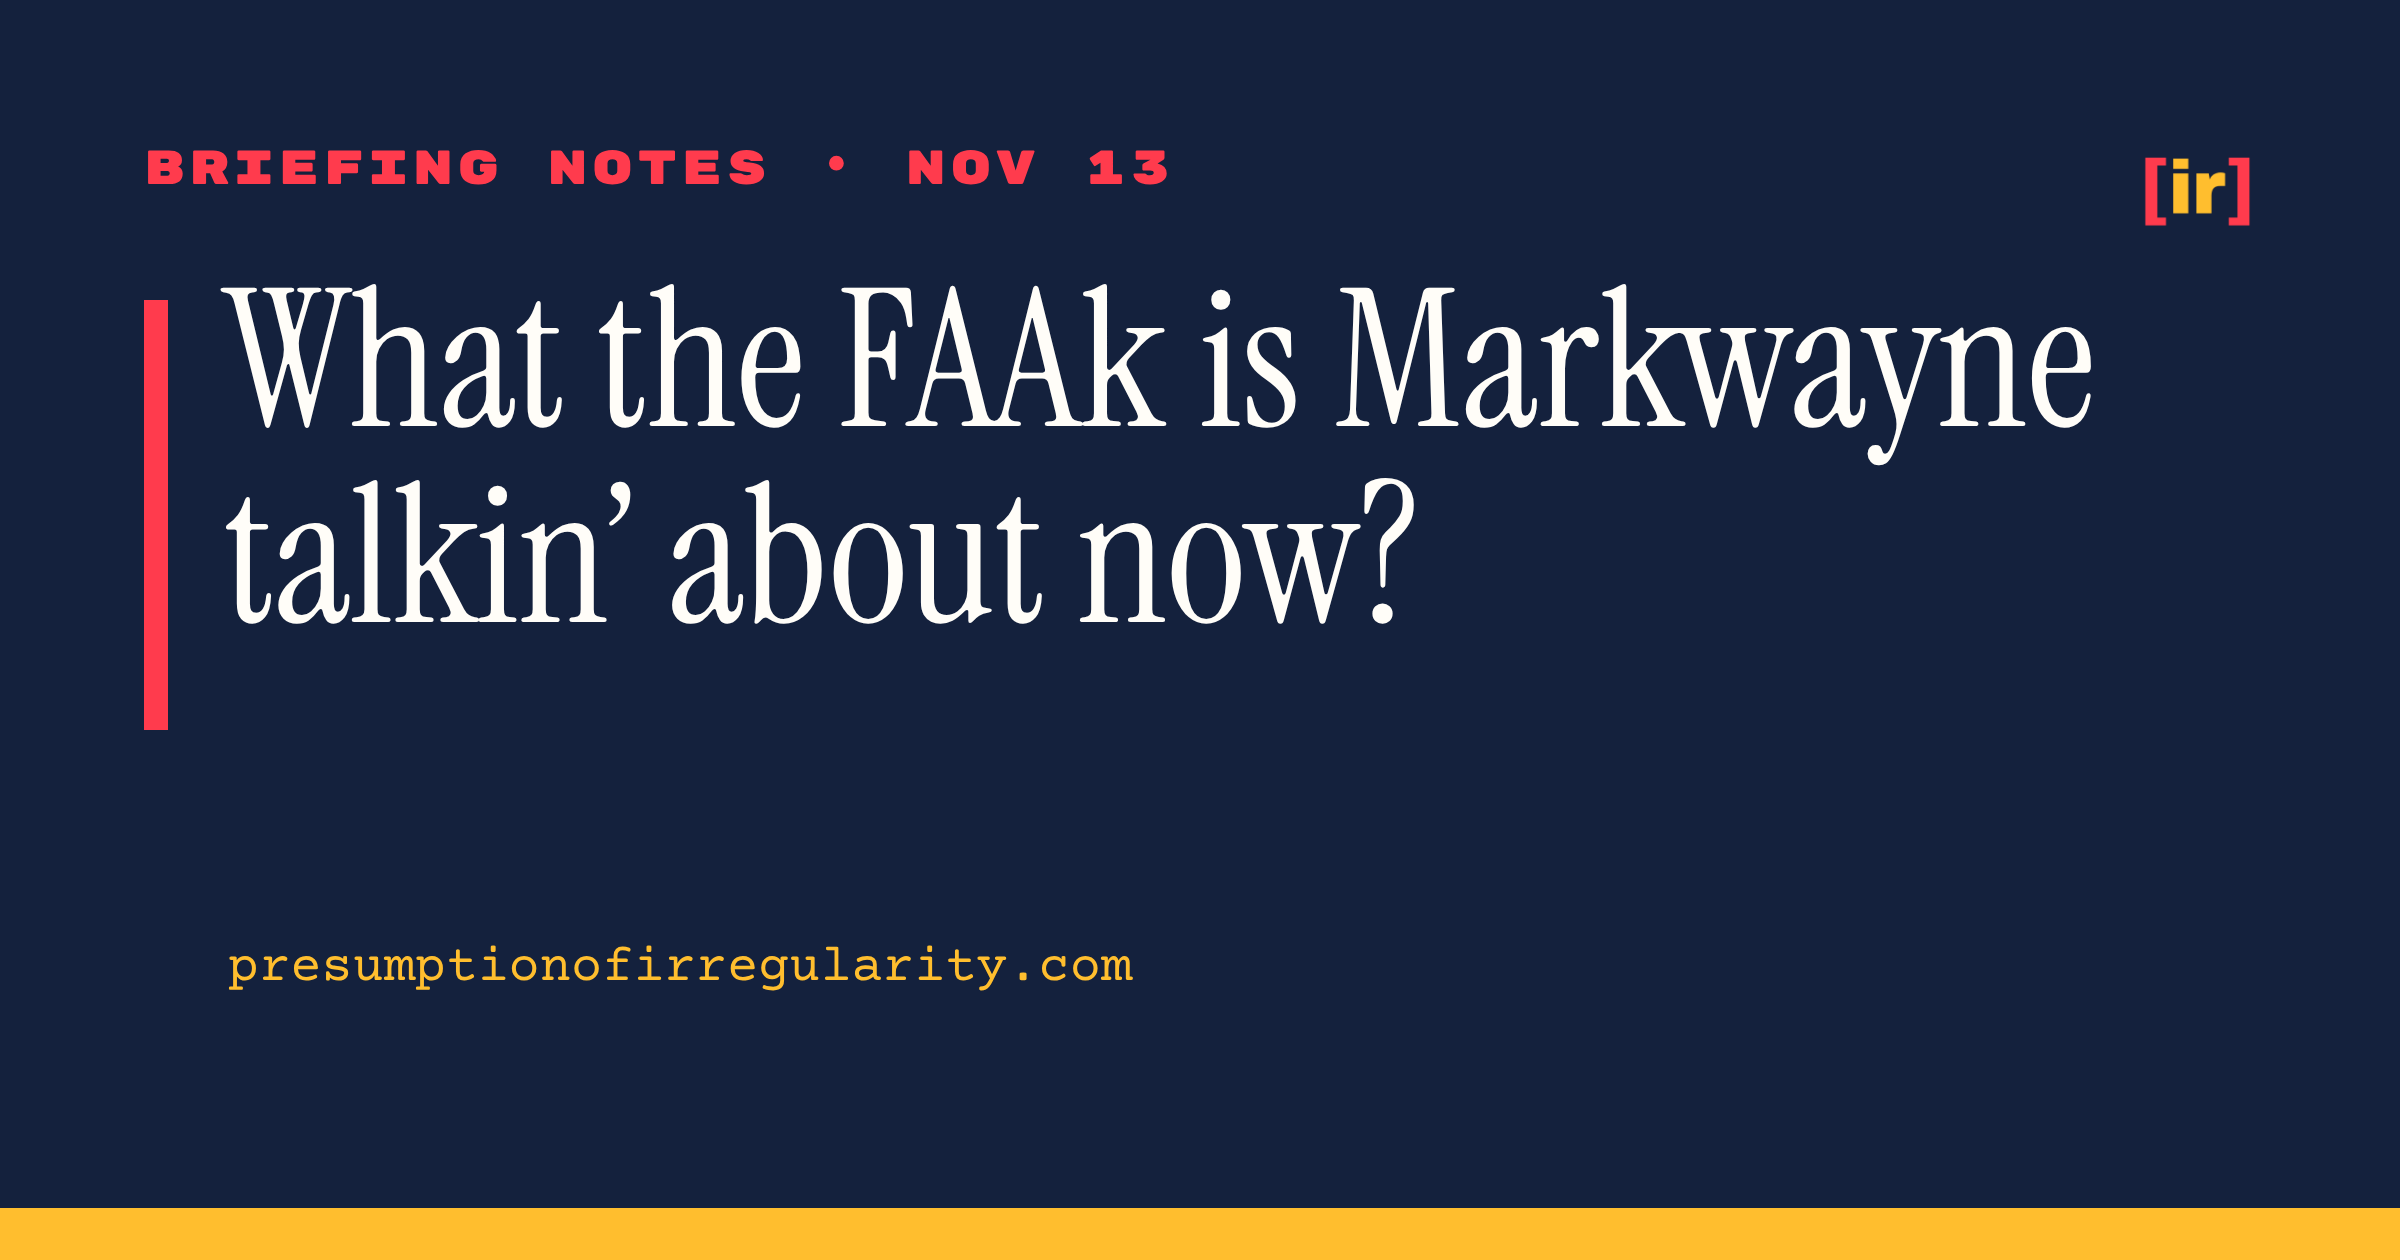 BRIEFING NOTES • NOV 13
[ir]
What the FAAk is Markwayne
talkin’ about now?
presumptionofirregularity.com